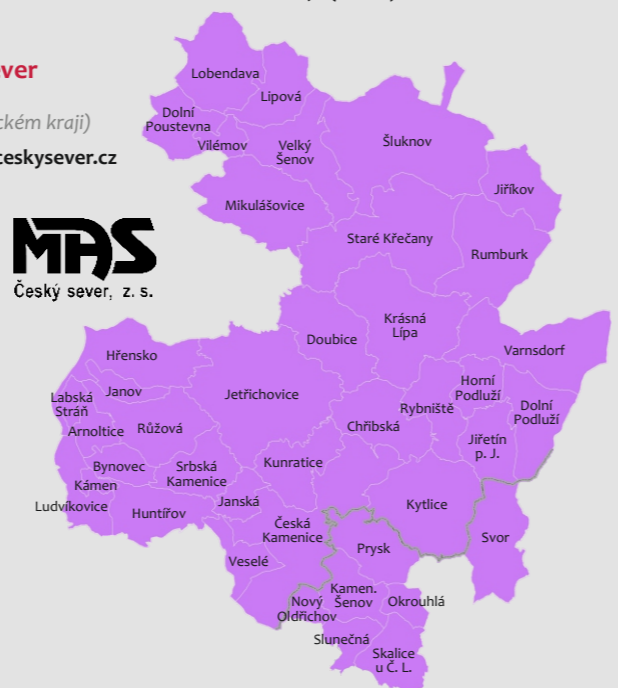 ever
ckém kraji)
ceskysever.cz
MAS
Český sever, z. s.
Lobendava
Lipová
Dolní
Poustevna
Vilémov
Velký
Šenov
Šluknov
Jiříkov
Mikulášovice
Staré Křečany
Rumburk
Krásná
Lípa
Doubice
Varnsdorf
Hřensko
Janov
Jetřichovice
Horní
Podluží
Labská
Stráň
Rybniště
Dolní
Podluží
Arnoltice
Růžová
Chřibská
Jiřetín
p. J.
Bynovec
Srbská
Kamenice
Kunratice
Kámen
Janská
Ludvíkovice
Huntířov
Kytlice
Česká
Kamenice
Svor
Veselé
Prysk
Kamen.
Šenov
Okrouhlá
Nový
Oldřichov
Slunečná
Skalice
u Č. L.